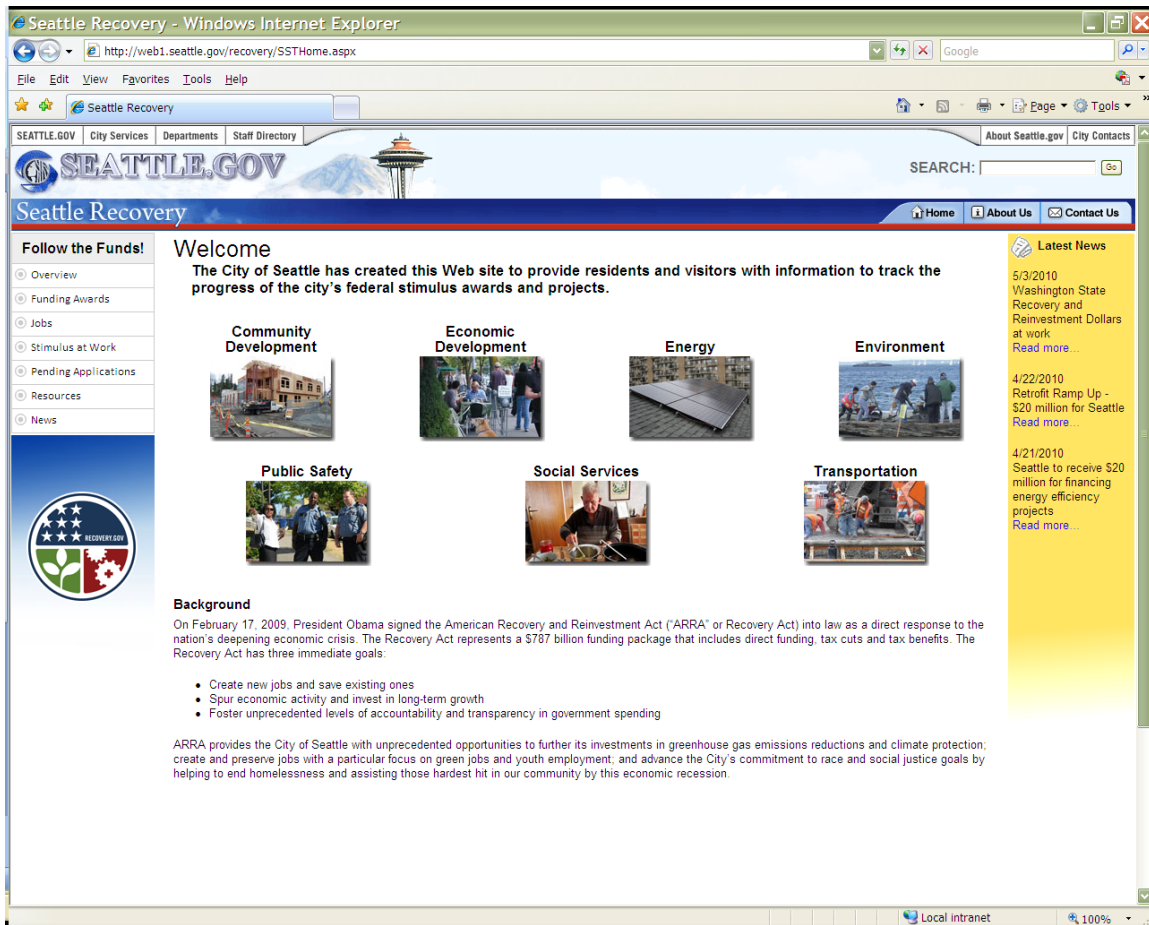 Seattle Recovery - Windows Internet Explorer
http://web1.seattle.gov/recovery/SSTHome.aspx
Google
File Edit View Favorites Tools Help
Seattle Recovery
Page Tools »
SEATTLE.GOV City Services Departments Staff Directory
About Seattle.gov City Contacts
SEATTLE.GOV
SEARCH: Go
Seattle Recovery
Home About Us Contact Us
Follow the Funds!
Overview
Funding Awards
Jobs
Stimulus at Work
Pending Applications
Resources
News
RECOVERY.GOV
Welcome
The City of Seattle has created this Web site to provide residents and visitors with information to track the
progress of the city's federal stimulus awards and projects.
Community
Development
Economic
Development
Energy
Environment
Public Safety
Social Services
Transportation
Background
On February 17, 2009, President Obama signed the American Recovery and Reinvestment Act ("ARRA" or Recovery Act) into law as a direct response to the
nation's deepening economic crisis. The Recovery Act represents a $787 billion funding package that includes direct funding, tax cuts and tax benefits. The
Recovery Act has three immediate goals:
• Create new jobs and save existing ones
• Spur economic activity and invest in long-term growth
• Foster unprecedented levels of accountability and transparency in government spending
ARRA provides the City of Seattle with unprecedented opportunities to further its investments in greenhouse gas emissions reductions and climate protection;
create and preserve jobs with a particular focus on green jobs and youth employment; and advance the City's commitment to race and social justice goals by
helping to end homelessness and assisting those hardest hit in our community by this economic recession.
Latest News
5/3/2010
Washington State
Recovery and
Reinvestment Dollars
at work
Read more...
4/22/2010
Retrofit Ramp Up -
$20 million for Seattle
Read more...
4/21/2010
Seattle to receive $20
million for financing
energy efficiency
projects
Read more...
Local intranet
100%